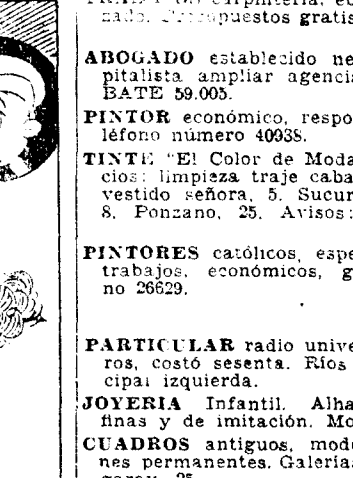 puestos gratis
ABOGADO establecido ne
pitalista ampliar agencia
BATE 59.005.
PINTOR económico, respo
léfono número 40938.
TINTE "El Color de Moda
cios: limpieza traje caba
vestido señora, 5. Sucur
8. Ponzano, 25. Avisos:
PINTORES católicos, espe
trabajos, económicos, g
no 26629.
PARTICULAR radio unive
ros, costó sesenta. Ríos
cipal izquierda.
JOYERIA Infantil. Alha
finas y de imitación. Mo
CUADROS antiguos, mod
nes permanentes. Galería